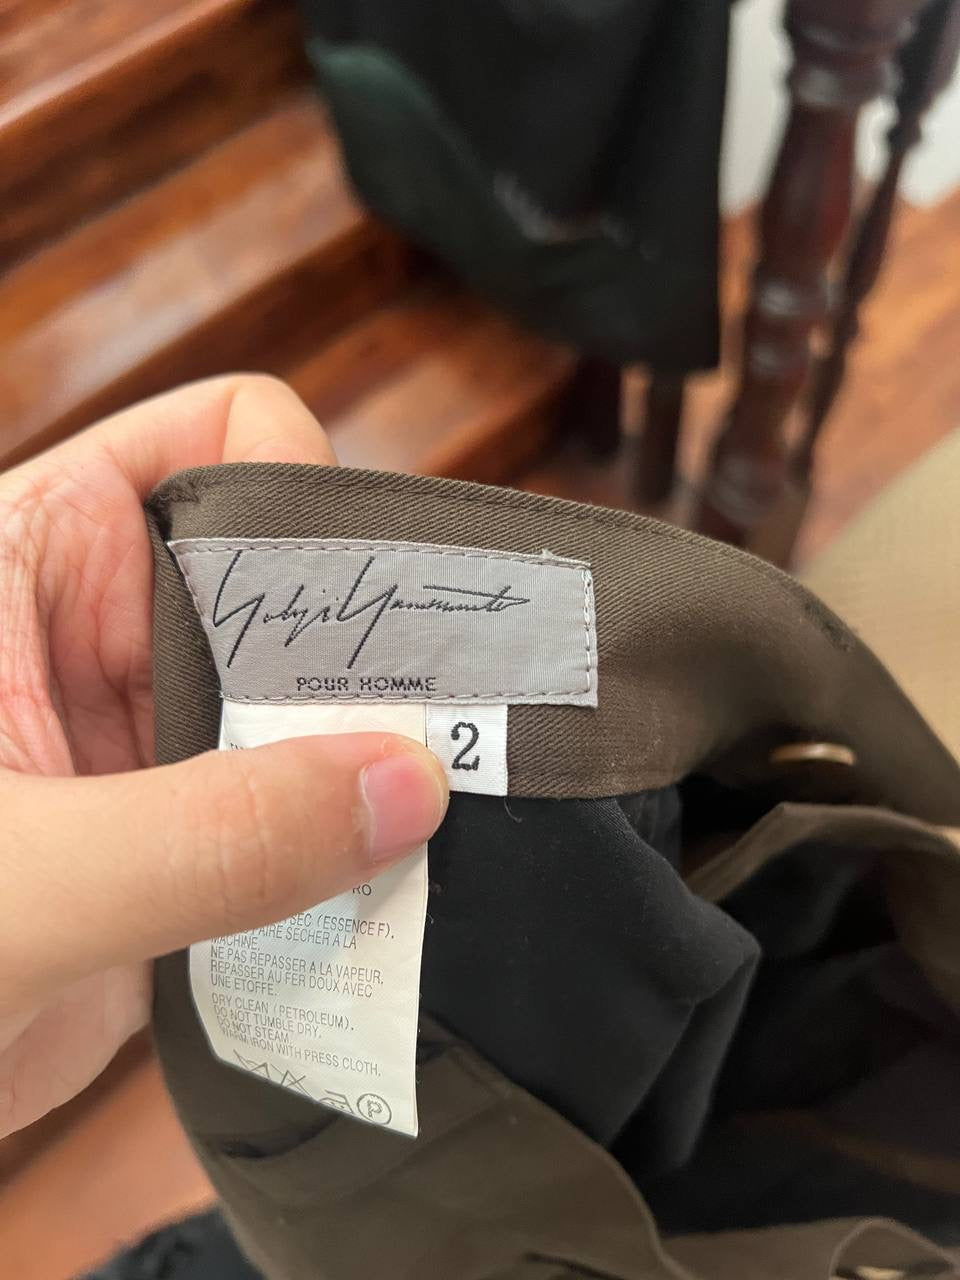 Yohji Yamamoto
POUR HOMME
2
RO
SEC (ESSENCE F).
FAIRE SECHER A LA
MACHINE.
NE PAS REPASSER A LA VAPEUR.
REPASSER AU FER DOUX AVEC
UNE ETOFFE.
DRY CLEAN (PETROLEUM).
DO NOT TUMBLE DRY.
DO NOT STEAM.
WARM IRON WITH PRESS CLOTH.
P